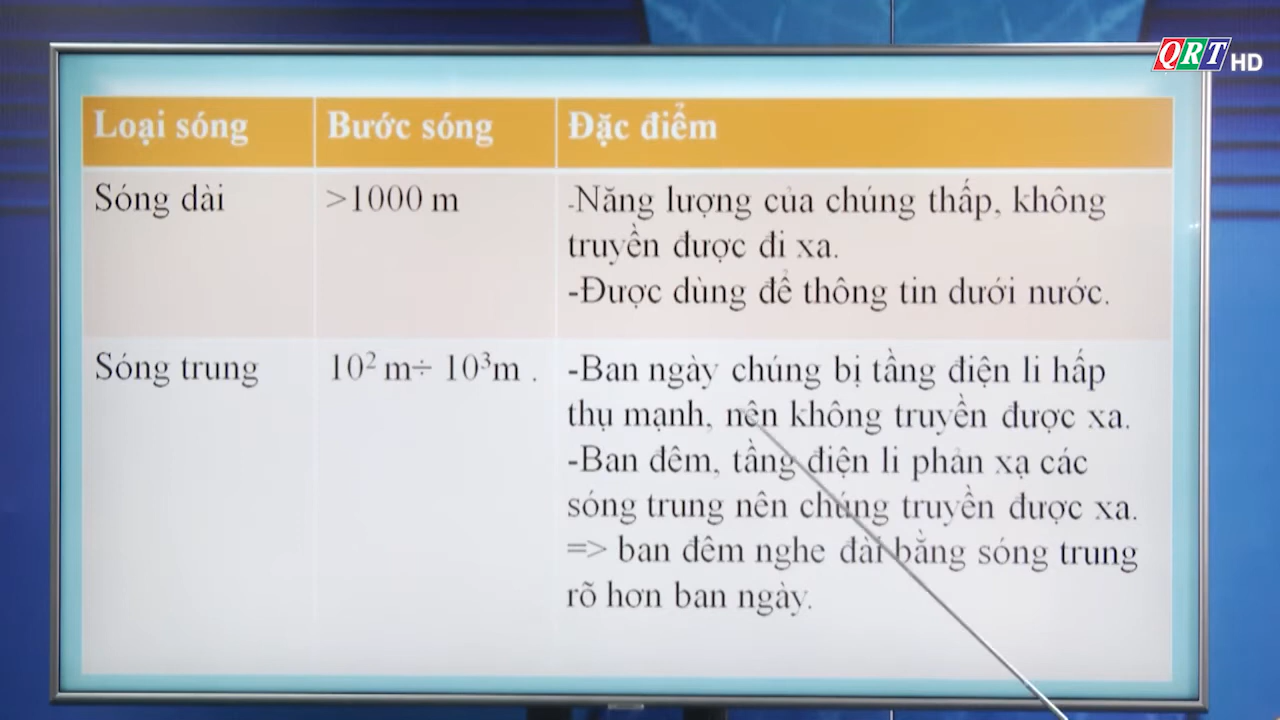 QRT HD
Loại sóng Bước sóng Đặc điểm
Sóng dài >1000 m -Năng lượng của chúng thấp, không
truyền được đi xa.
-Được dùng để thông tin dưới nước.
Sóng trung 10² m÷ 10³m . -Ban ngày chúng bị tầng điện li hấp
thụ mạnh, nên không truyền được xa.
-Ban đêm, tầng điện li phản xạ các
sóng trung nên chúng truyền được xa.
=> ban đêm nghe đài bằng sóng trung
rõ hơn ban ngày.